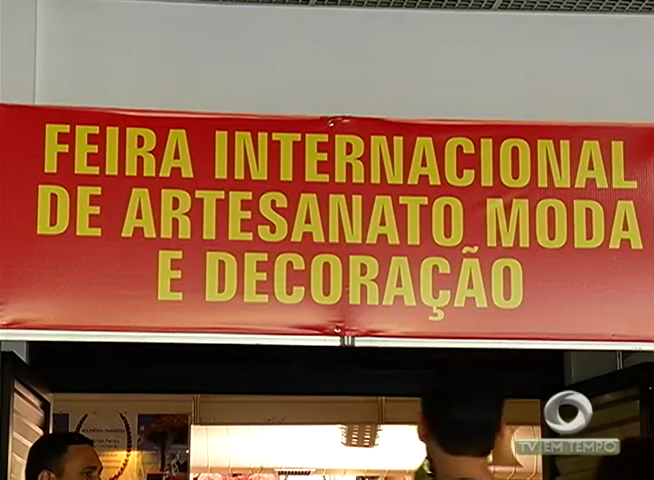 FEIRA INTERNACIONAL
DE ARTESANATO MODA
E DECORAÇÃO
TV EM TEMPO